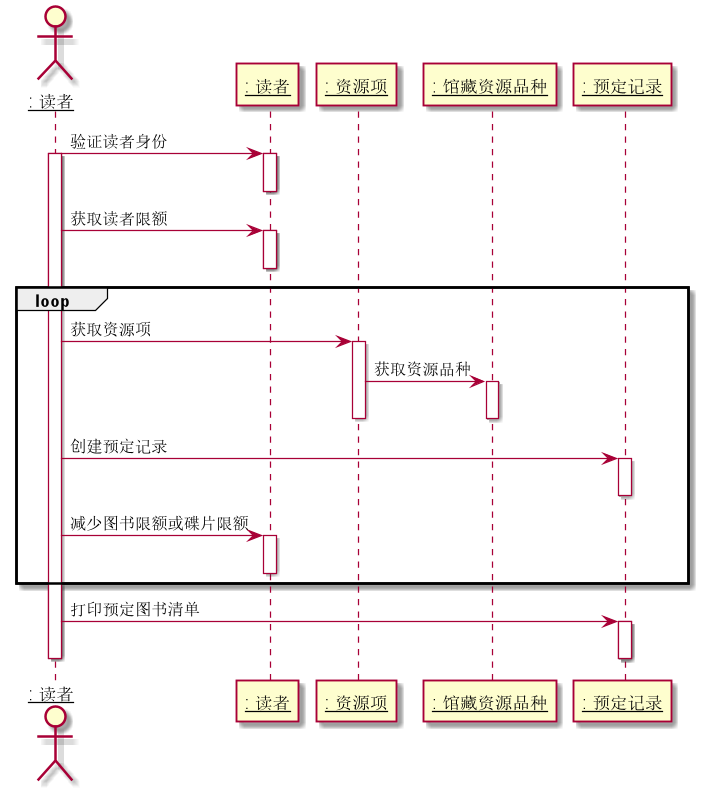 : 读者
: 读者
: 资源项
: 馆藏资源品种
: 预定记录
验证读者身份
获取读者限额
loop
获取资源项
获取资源品种
创建预定记录
减少图书限额或碟片限额
打印预定图书清单
: 读者
: 读者
: 资源项
: 馆藏资源品种
: 预定记录